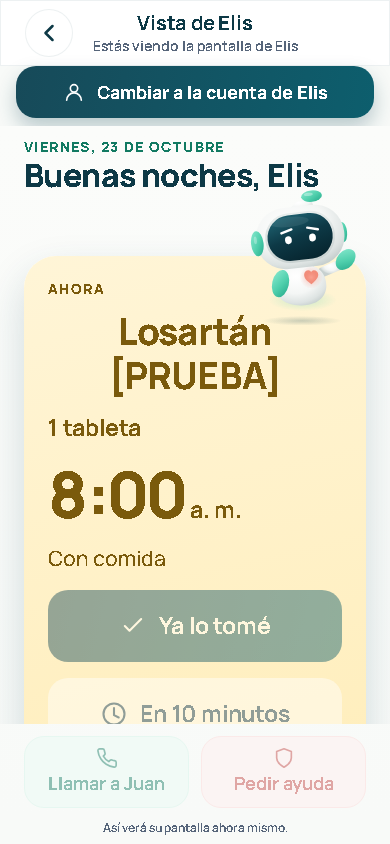 Vista de Elis
Estás viendo la pantalla de Elis
Cambiar a la cuenta de Elis
VIERNES, 23 DE OCTUBRE
Buenas noches, Elis
AHORA
Losartán
[PRUEBA]
1 tableta
8:00 a. m.
Con comida
Ya lo tomé
En 10 minutos
Llamar a Juan
Pedir ayuda
Así verá su pantalla ahora mismo.